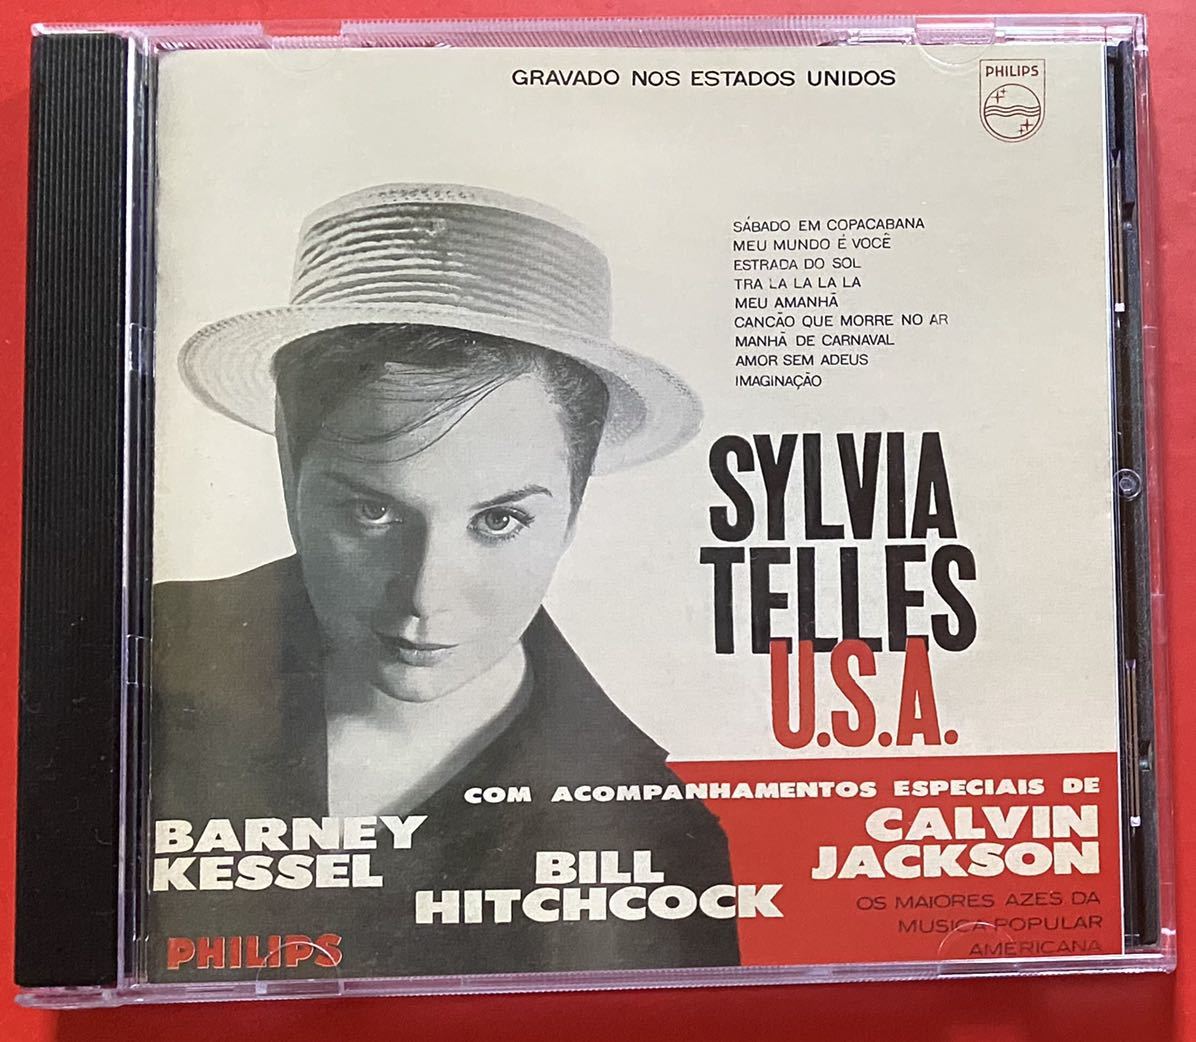 GRAVADO NOS ESTADOS UNIDOS
PHILIPS
SÁBADO EM COPACABANA
MEU MUNDO É VOCÊ
ESTRADA DO SOL
TRA LA LA LA LA
MEU AMANHÃ
CANCÃO QUE MORRE NO AR
MANHÃ DE CARNAVAL
AMOR SEM ADEUS
IMAGINAÇÃO
SYLVIA
TELLES
U.S.A.
COM ACOMPANHAMENTOS ESPECIAIS DE
BARNEY
KESSEL
BILL
HITCHCOCK
CALVIN
JACKSON
OS MAIORES AZES DA
MUSICA POPULAR
AMERICANA
PHILIPS